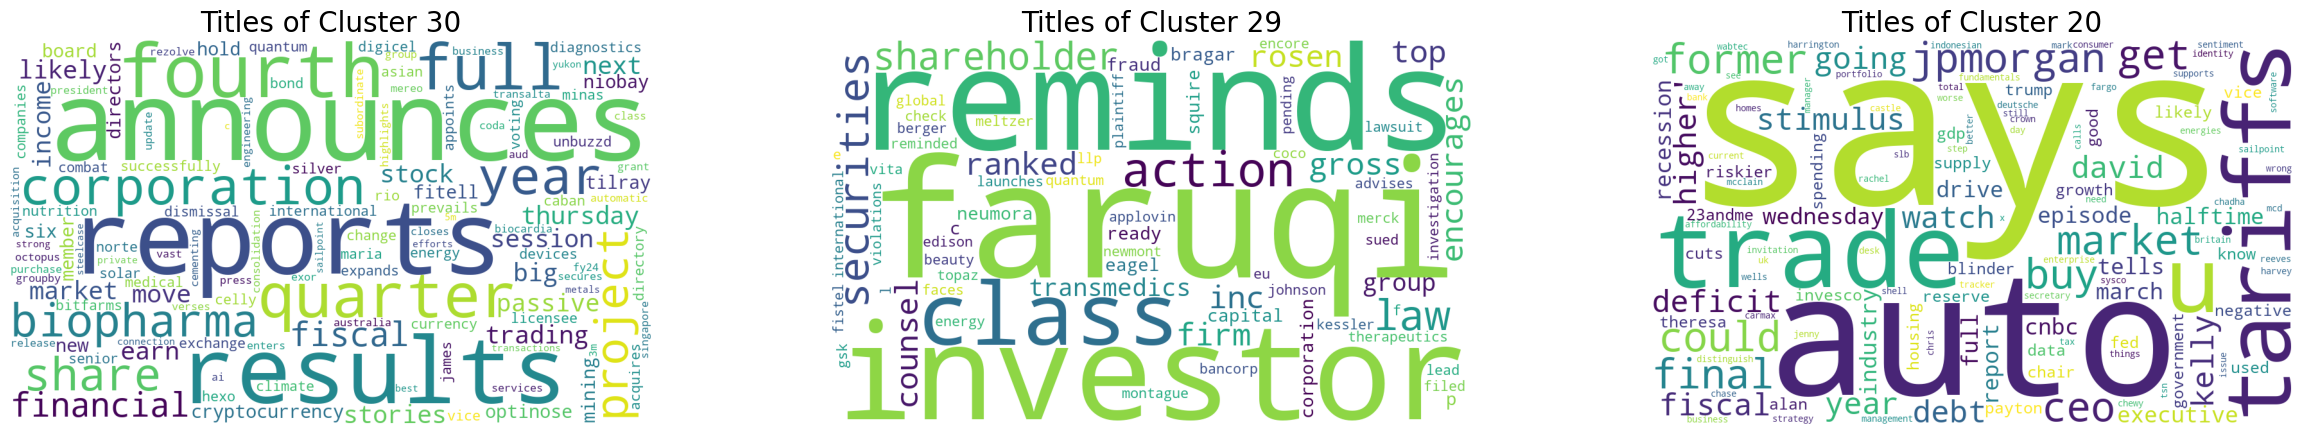 Titles of Cluster 30
board rezolve hold quantum digicel group business diagnostics
fourth full
likely directors president bond asian mereo transalta next yukon niobay
announces
companies income update engineering highlights subordinate appoints coda voting minas class unbuzzd
combat successfully silver stock aud grant
corporation rio fitell year tilray
nutrition caban automatic
acquisition six dismissal international prevails 5m thursday
strong member norte change closes biocardia session
octopus steelcase vast reports maria efforts energy sailpoint devices
purchase private solar cementing consolidation expands secures big fy24 directory
groupby market medical press exor metals project
bitfarms move verses celly quarter passive
biopharma australia currency licensee
release connection fiscal trading singapore
new earn exchange enters transactions
senior ai james 3m mining acquires
share results climate best services
hexo
financial cryptocurrency stories vice optinose
Titles of Cluster 29
shareholder bragar encore rosen top
fraud
securities reminds
global check plaintiff squire pending encourages
berger meltzer lawsuit
reminded
e vita ranked llp action coco gross
violations launches quantum advises investigation
international neumora faruqi applovin merck
c ready sued
edison newmont
beauty eagel
fistel topaz transmedics eu
l faces class inc johnson group
counsel energy capital law
firm corporation kessler f
gsk therapeutics
investor bancorp lead
montague filed
p
Titles of Cluster 20
wabtec harrington indonesian mark consumer sentiment
former going jpmorgan get identity
got see portfolio fundamentals supports tariffs
recession away manager total worse fargo vice software
bank higher' homes castle says deutsche trump
stimulus still crown better day likely
riskier current spending gdp calls good energies
mcclain slb step david sailpoint
rachel supply wrong
23andme wednesday drive growth chadha
affordability watch x episode need halftime mcd
trade invitation desk market britain
cuts uk wells blinder enterprise know reeves
deficit invesco shell buy tells harvey
theresa carmax tracker reserve secretary sysco march negative
could jenny industry auto u
distinguish housing chris full report cnbc fed government kelly issue
final data tax things used
chase chair
fiscal alan year debt payton tsn chewy ceo executive
business strategy management